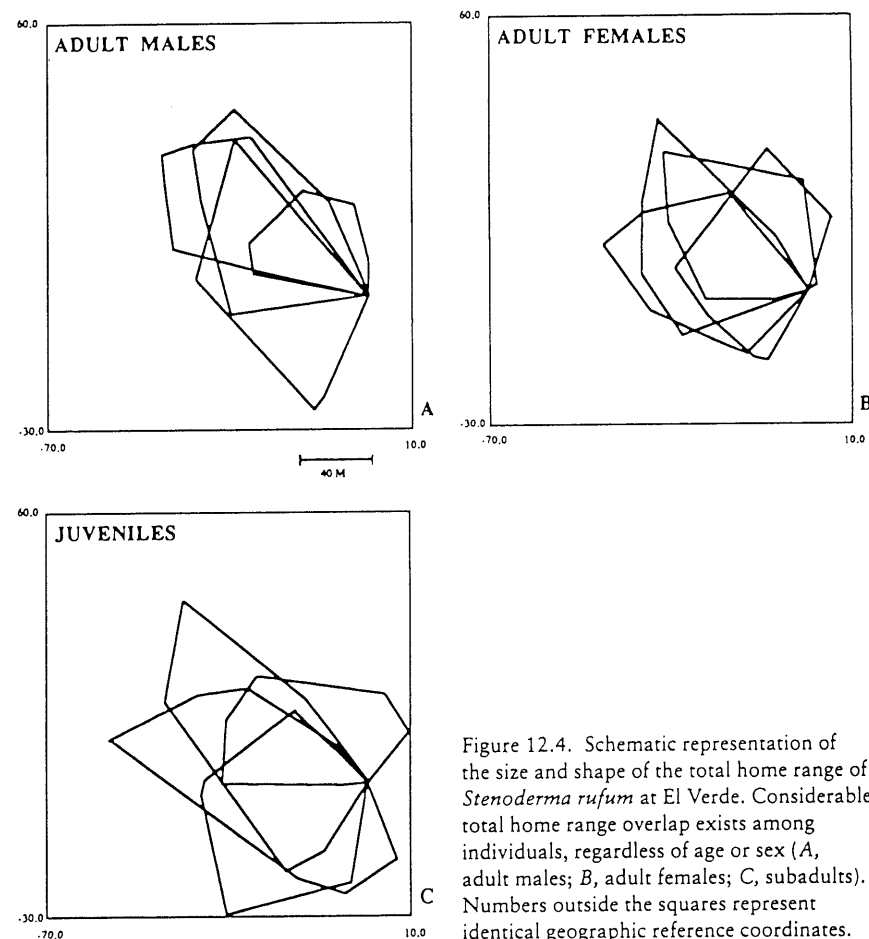 60.0
ADULT MALES
A
-30.0
-70.0
10.0
40 M
60.0
ADULT FEMALES
B
-30.0
-70.0
10.0
60.0
JUVENILES
C
-30.0
-70.0
10.0
Figure 12.4. Schematic representation of
the size and shape of the total home range of
Stenoderma rufum at El Verde. Considerable
total home range overlap exists among
individuals, regardless of age or sex (A,
adult males; B, adult females; C, subadults).
Numbers outside the squares represent
identical geographic reference coordinates.